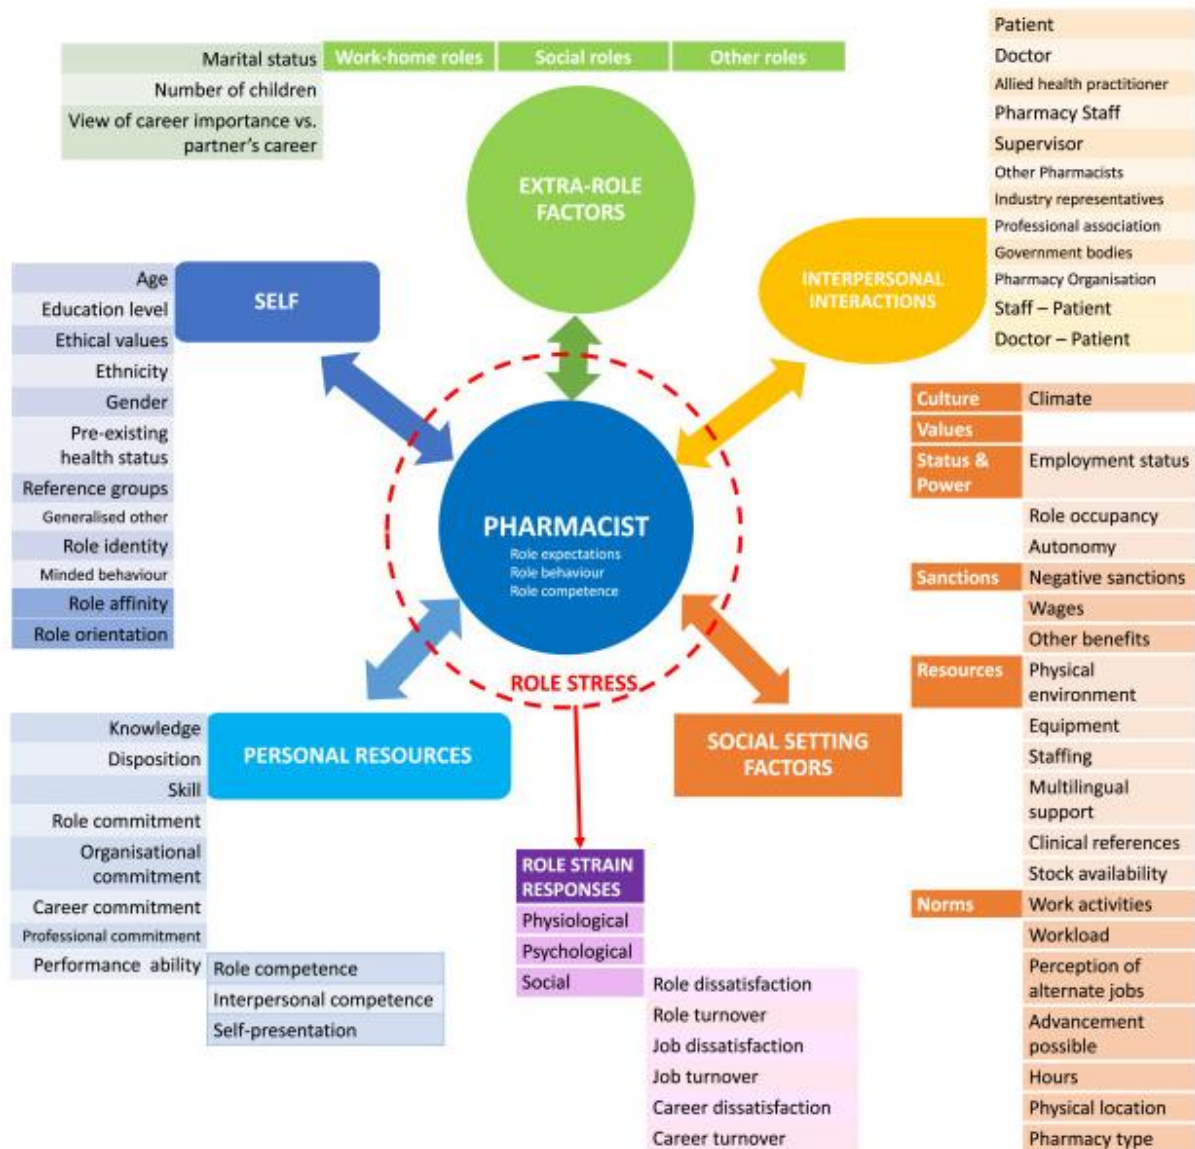 Marital status
Number of children
View of career importance vs.
partner's career
Work-home roles
Social roles
Other roles
EXTRA-ROLE
FACTORS
Patient
Doctor
Allied health practitioner
Pharmacy Staff
Supervisor
Other Pharmacists
Industry representatives
Professional association
Government bodies
Pharmacy Organisation
Staff – Patient
Doctor – Patient
INTERPERSONAL
INTERACTIONS
Age
Education level
Ethical values
Ethnicity
Gender
Pre-existing
health status
Reference groups
Generalised other
Role identity
Minded behaviour
Role affinity
Role orientation
SELF
PHARMACIST
Role expectations
Role behaviour
Role competence
ROLE STRESS
Culture
Climate
Values
Status &
Power
Employment status
Role occupancy
Autonomy
Sanctions
Negative sanctions
Wages
Other benefits
Resources
Physical
environment
Equipment
Staffing
Multilingual
support
Clinical references
Stock availability
Norms
Work activities
Workload
Perception of
alternate jobs
Advancement
possible
Hours
Physical location
Pharmacy type
SOCIAL SETTING
FACTORS
Knowledge
Disposition
Skill
Role commitment
Organisational
commitment
Career commitment
Professional commitment
Performance ability
Role competence
Interpersonal competence
Self-presentation
PERSONAL RESOURCES
ROLE STRAIN
RESPONSES
Physiological
Psychological
Social
Role dissatisfaction
Role turnover
Job dissatisfaction
Job turnover
Career dissatisfaction
Career turnover